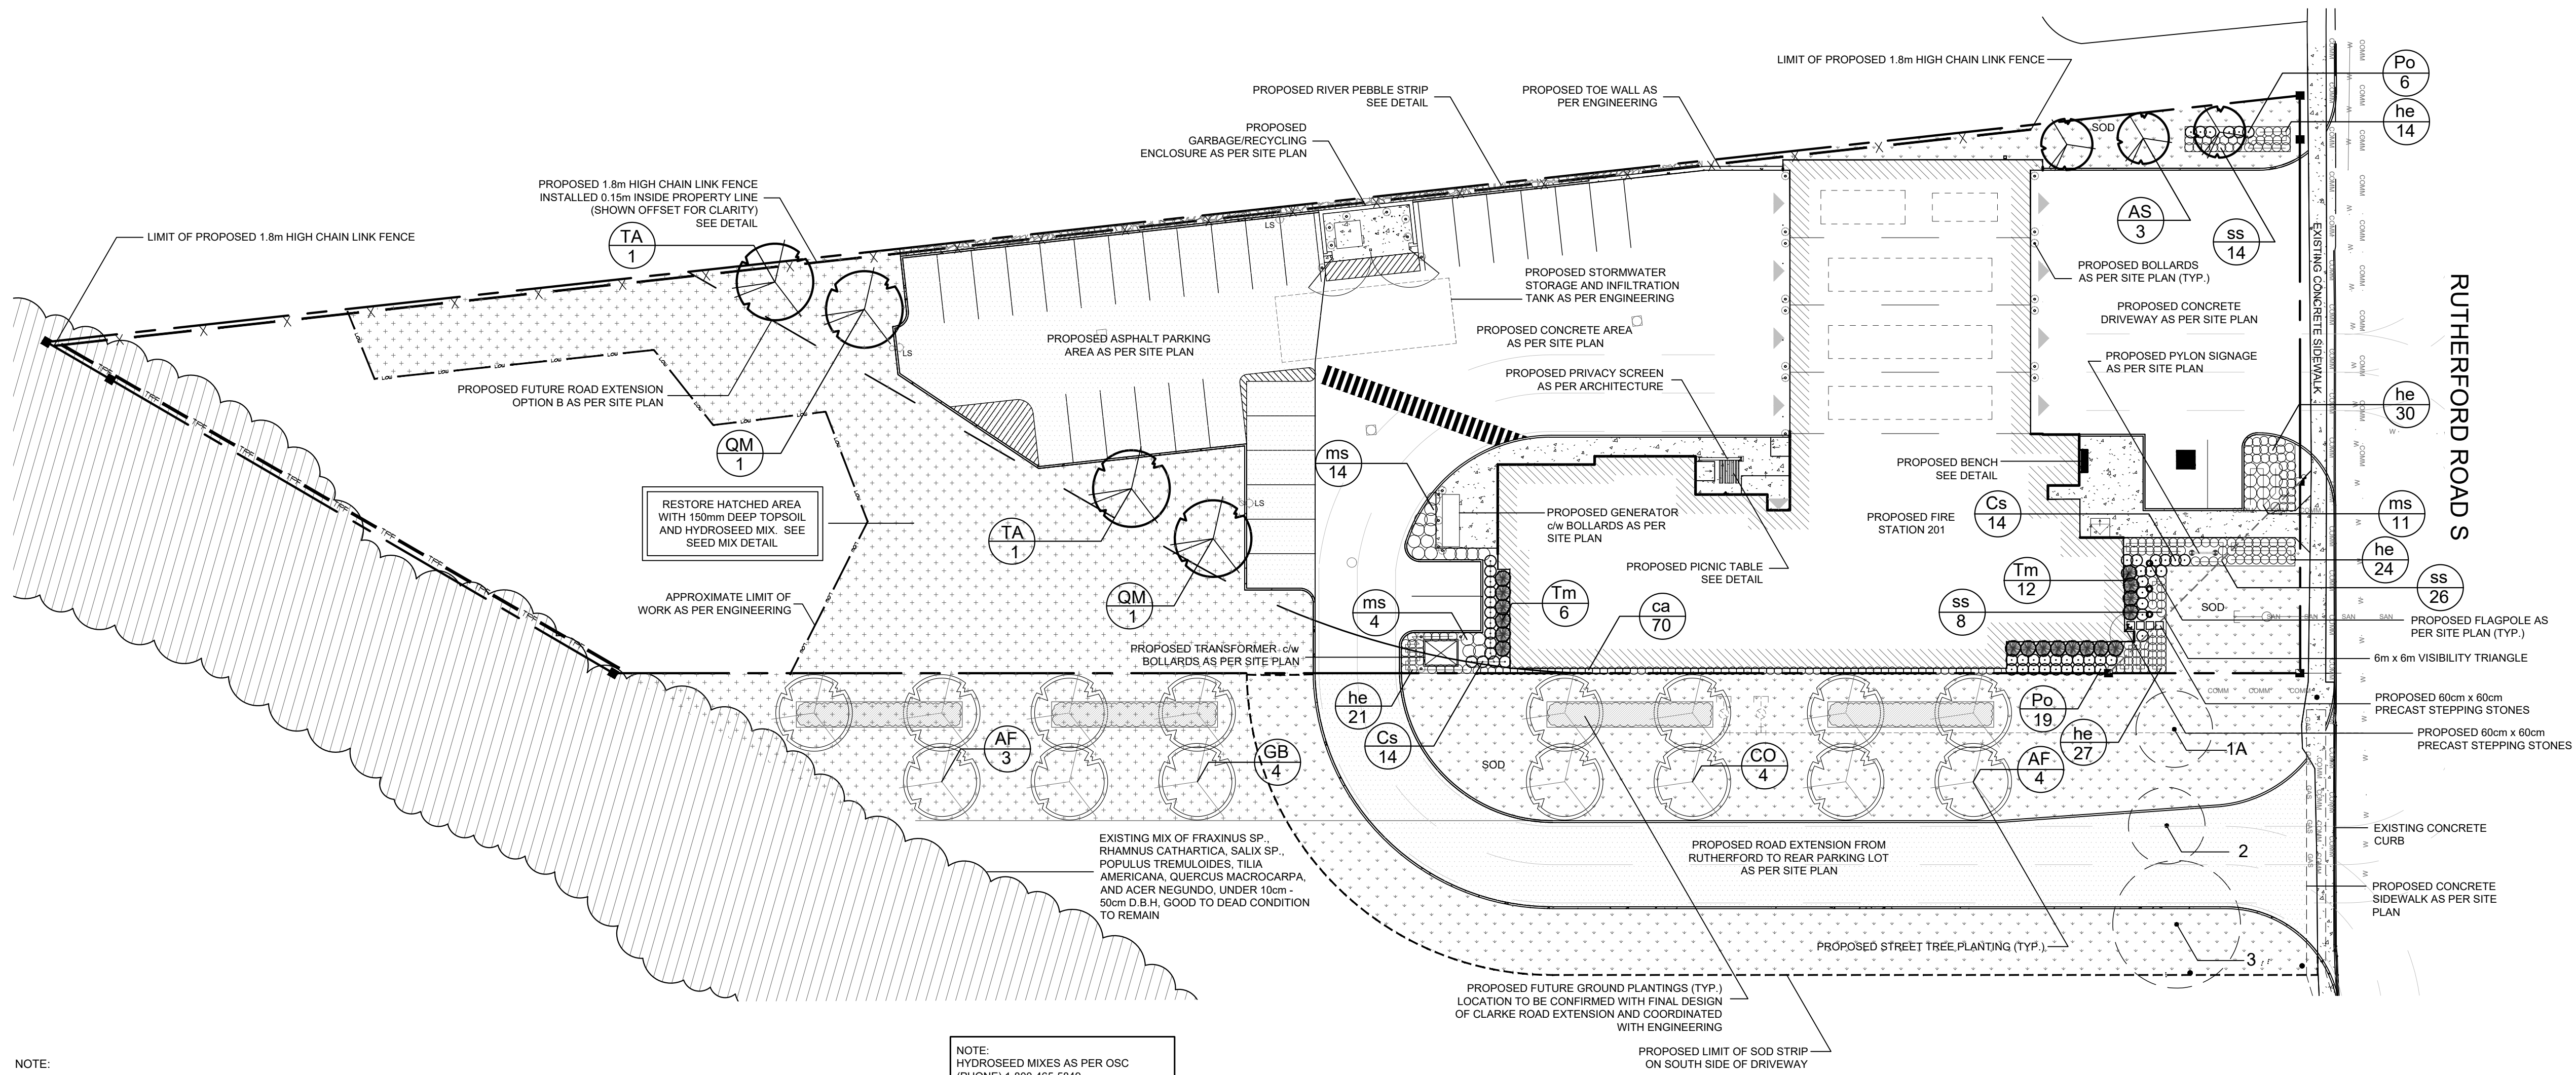 LIMIT OF PROPOSED 1.8m HIGH CHAIN LINK FENCE
Po
6
he
14
PROPOSED RIVER PEBBLE STRIP
SEE DETAIL
PROPOSED TOE WALL AS
PER ENGINEERING
PROPOSED
GARBAGE/RECYCLING
ENCLOSURE AS PER SITE PLAN
SOD
PROPOSED 1.8m HIGH CHAIN LINK FENCE
INSTALLED 0.15m INSIDE PROPERTY LINE
(SHOWN OFFSET FOR CLARITY)
SEE DETAIL
LIMIT OF PROPOSED 1.8m HIGH CHAIN LINK FENCE
TA
1
LS
AS
3
ss
14
EXISTING CONCRETE SIDEWALK
RUTHERFORD ROAD S
PROPOSED STORMWATER
STORAGE AND INFILTRATION
TANK AS PER ENGINEERING
PROPOSED BOLLARDS
AS PER SITE PLAN (TYP.)
PROPOSED CONCRETE
DRIVEWAY AS PER SITE PLAN
PROPOSED ASPHALT PARKING
AREA AS PER SITE PLAN
PROPOSED CONCRETE AREA
AS PER SITE PLAN
LS
PROPOSED PYLON SIGNAGE
AS PER SITE PLAN
PROPOSED PRIVACY SCREEN
AS PER ARCHITECTURE
PROPOSED FUTURE ROAD EXTENSION
OPTION B AS PER SITE PLAN
he
30
QM
1
ms
14
PROPOSED BENCH
SEE DETAIL
RESTORE HATCHED AREA
WITH 150mm DEEP TOPSOIL
AND HYDROSEED MIX.  SEE
SEED MIX DETAIL
LS
PROPOSED GENERATOR
c/w BOLLARDS AS PER
SITE PLAN
PROPOSED FIRE
STATION 201
Cs
14
ms
11
TA
1
he
24
PROPOSED PICNIC TABLE
SEE DETAIL
Tm
12
ss
26
APPROXIMATE LIMIT OF
WORK AS PER ENGINEERING
QM
1
ms
4
Tm
6
ca
70
ss
8
SOD
SAN SAN SAN SAN
PROPOSED FLAGPOLE AS
PER SITE PLAN (TYP.)
PROPOSED TRANSFORMER c/w
BOLLARDS AS PER SITE PLAN
6m x 6m VISIBILITY TRIANGLE
COMM COMM COMM
he
21
Po
19
PROPOSED 60cm x 60cm
PRECAST STEPPING STONES
Cs
14
he
27
1A
PROPOSED 60cm x 60cm
PRECAST STEPPING STONES
AF
3
GB
4
SOD
CO
4
AF
4
EXISTING MIX OF FRAXINUS SP.,
RHAMNUS CATHARTICA, SALIX SP.,
POPULUS TREMULOIDES, TILIA
AMERICANA, QUERCUS MACROCARPA,
AND ACER NEGUNDO, UNDER 10cm -
50cm D.B.H, GOOD TO DEAD CONDITION
TO REMAIN
PROPOSED ROAD EXTENSION FROM
RUTHERFORD TO REAR PARKING LOT
AS PER SITE PLAN
2
EXISTING CONCRETE
CURB
PROPOSED CONCRETE
SIDEWALK AS PER SITE
PLAN
PROPOSED STREET TREE PLANTING (TYP.)
3
PROPOSED FUTURE GROUND PLANTINGS (TYP.)
LOCATION TO BE CONFIRMED WITH FINAL DESIGN
OF CLARKE ROAD EXTENSION AND COORDINATED
WITH ENGINEERING
PROPOSED LIMIT OF SOD STRIP
ON SOUTH SIDE OF DRIVEWAY
NOTE:
NOTE:
HYDROSEED MIXES AS PER OSC